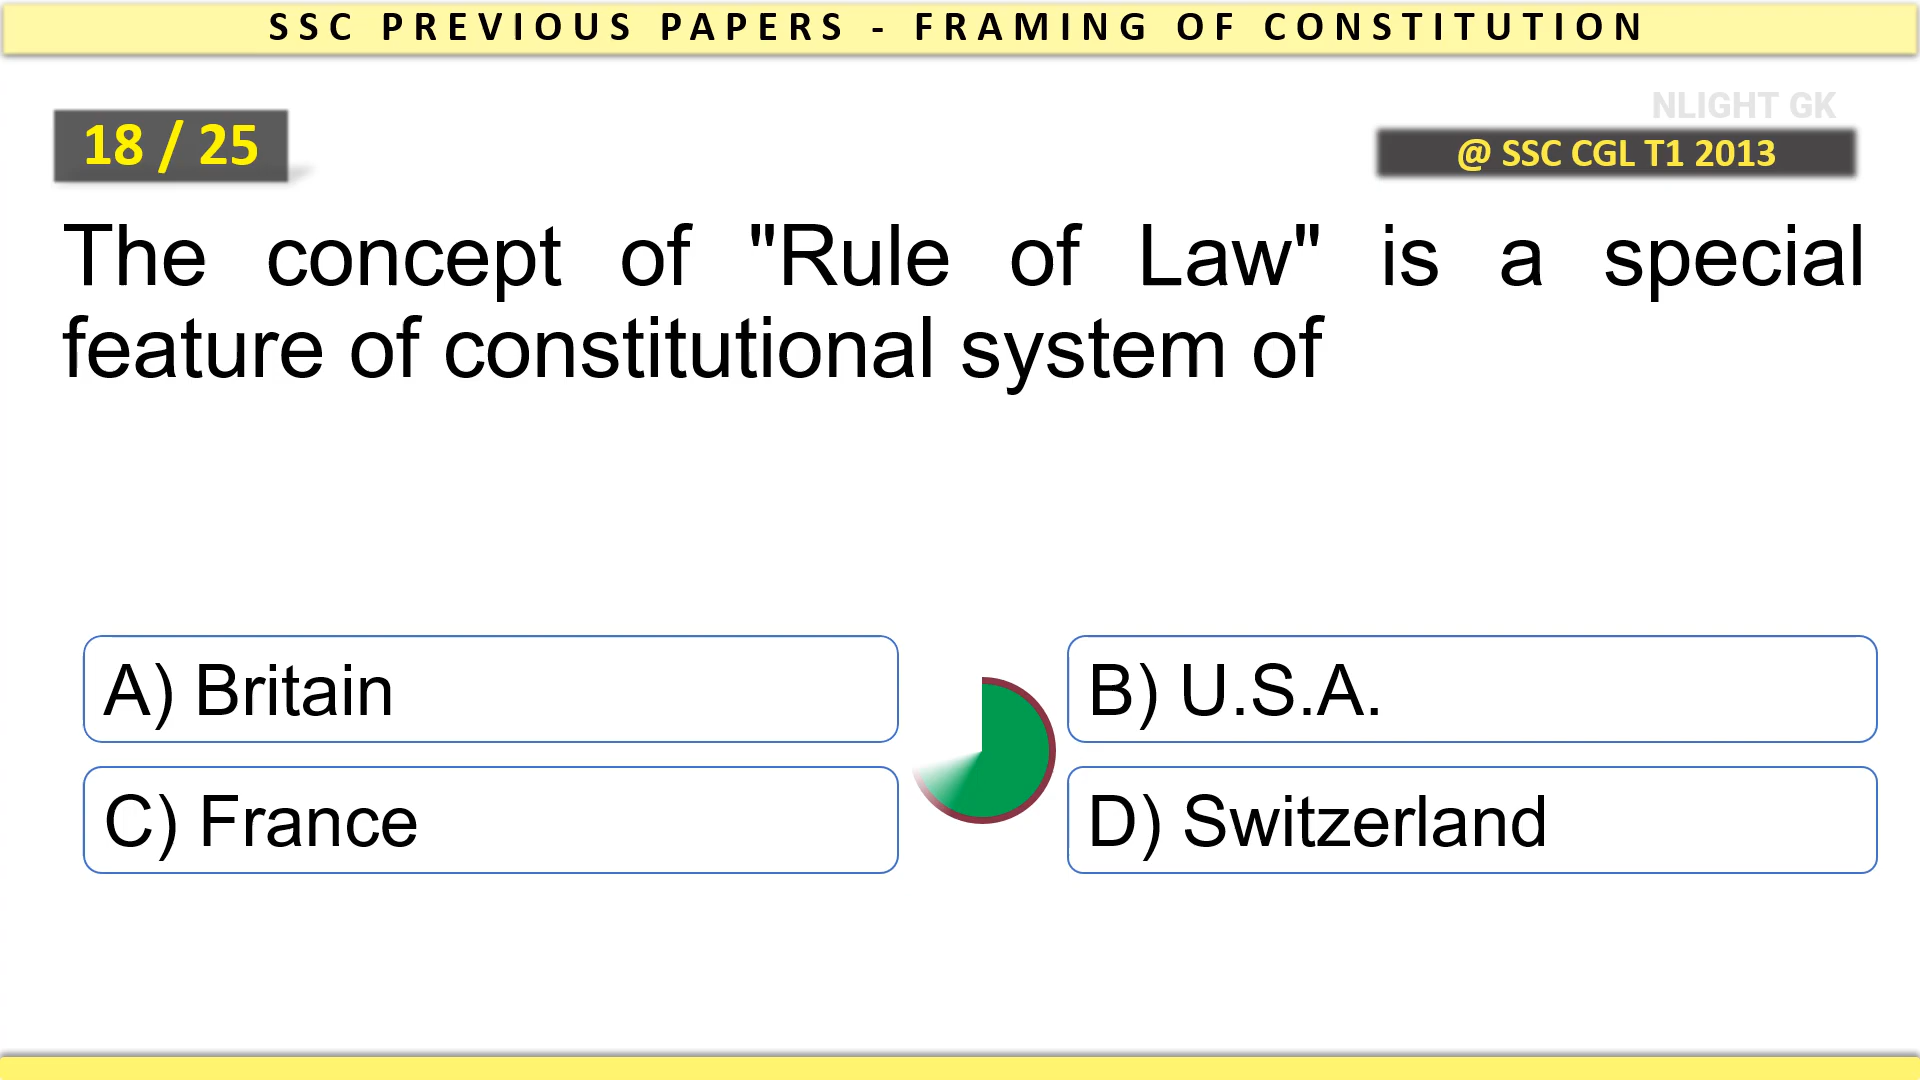 SSC PREVIOUS PAPERS - FRAMING OF CONSTITUTION
NLIGHT GK
18 / 25
@ SSC CGL T1 2013
The concept of "Rule of Law" is a special
feature of constitutional system of
A) Britain
B) U.S.A.
C) France
D) Switzerland